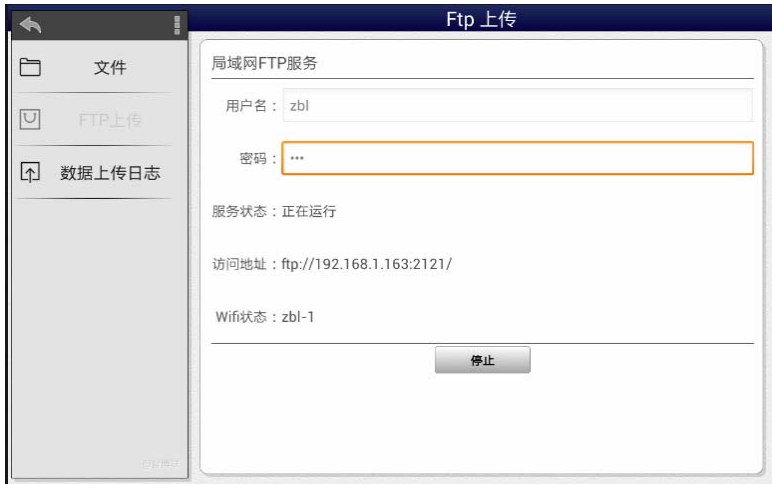 Ftp 上传
文件
FTP上传
数据上传日志
局域网FTP服务
用户名： zbl
密码： •••
服务状态：正在运行
访问地址：ftp://192.168.1.163:2121/
Wifi状态：zbl-1
停止